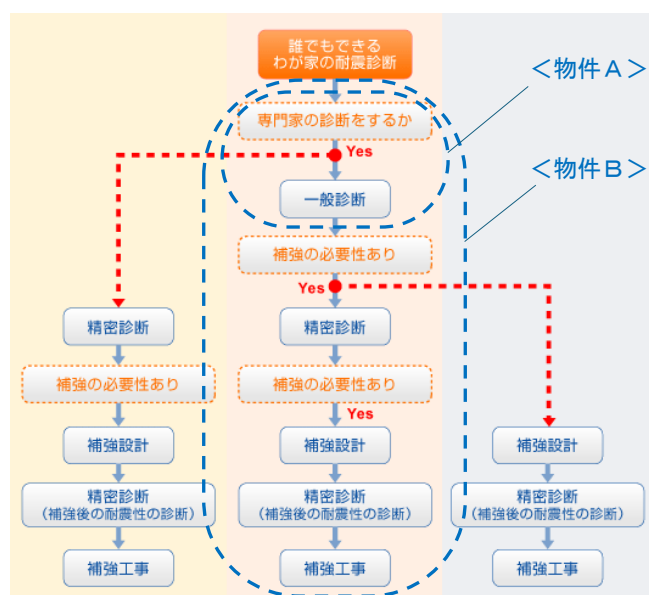 誰でもできる
わが家の耐震診断
<物件A>
専門家の診断をするか
Yes
<物件B>
一般診断
補強の必要性あり
Yes
精密診断
精密診断
補強の必要性あり
補強の必要性あり
Yes
補強設計
補強設計
補強設計
精密診断
(補強後の耐震性の診断)
精密診断
(補強後の耐震性の診断)
精密診断
(補強後の耐震性の診断)
補強工事
補強工事
補強工事